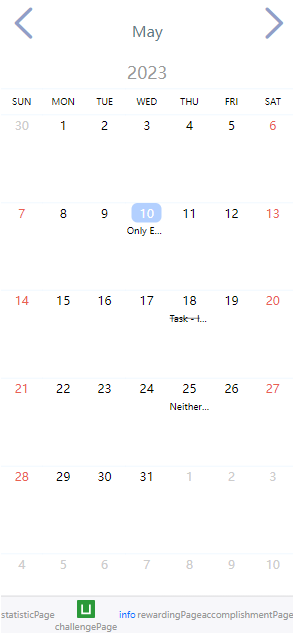 May
2023
SUN MON TUE WED THU FRI SAT
30 1 2 3 4 5 6
7 8 9 10 11 12 13
Only E...
14 15 16 17 18 19 20
Task - I...
21 22 23 24 25 26 27
Neither...
28 29 30 31 1 2 3
4 5 6 7 8 9 10
statisticPage challengePage info rewardingPage accomplishmentPage